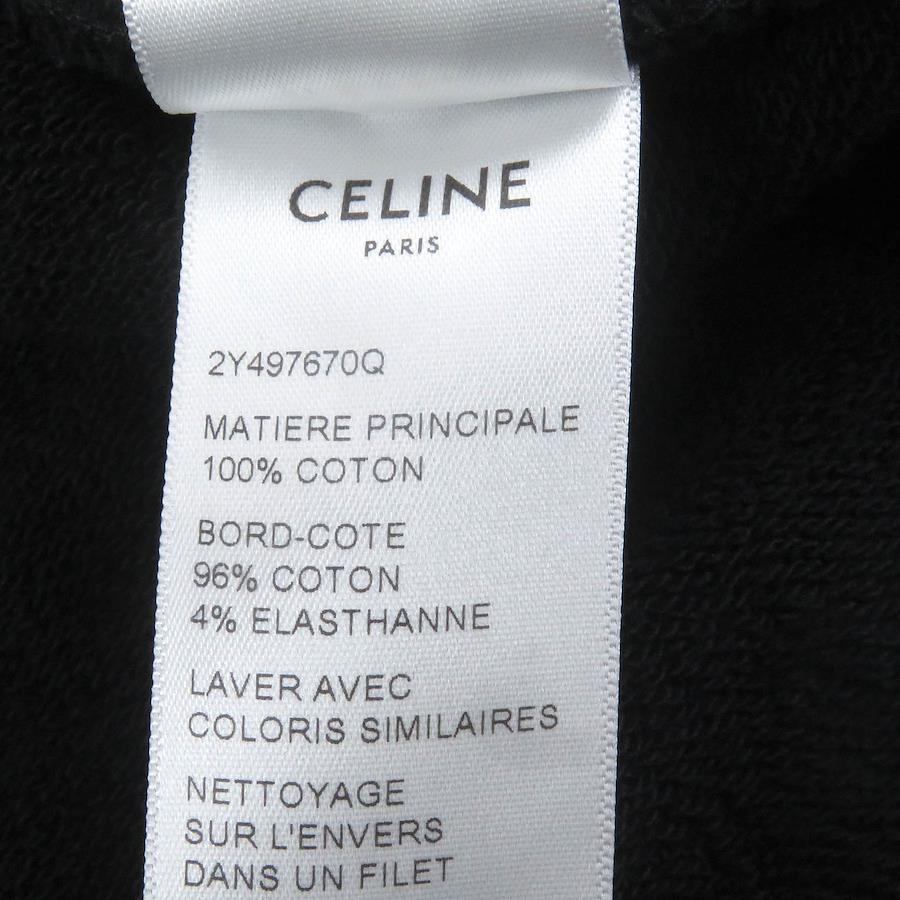 CELINE
PARIS
2Y497670Q
MATIERE PRINCIPALE
100% COTON
BORD-COTE
96% COTON
4% ELASTHANNE
LAVER AVEC
COLORIS SIMILAIRES
NETTOYAGE
SUR L'ENVERS
DANS UN FILET